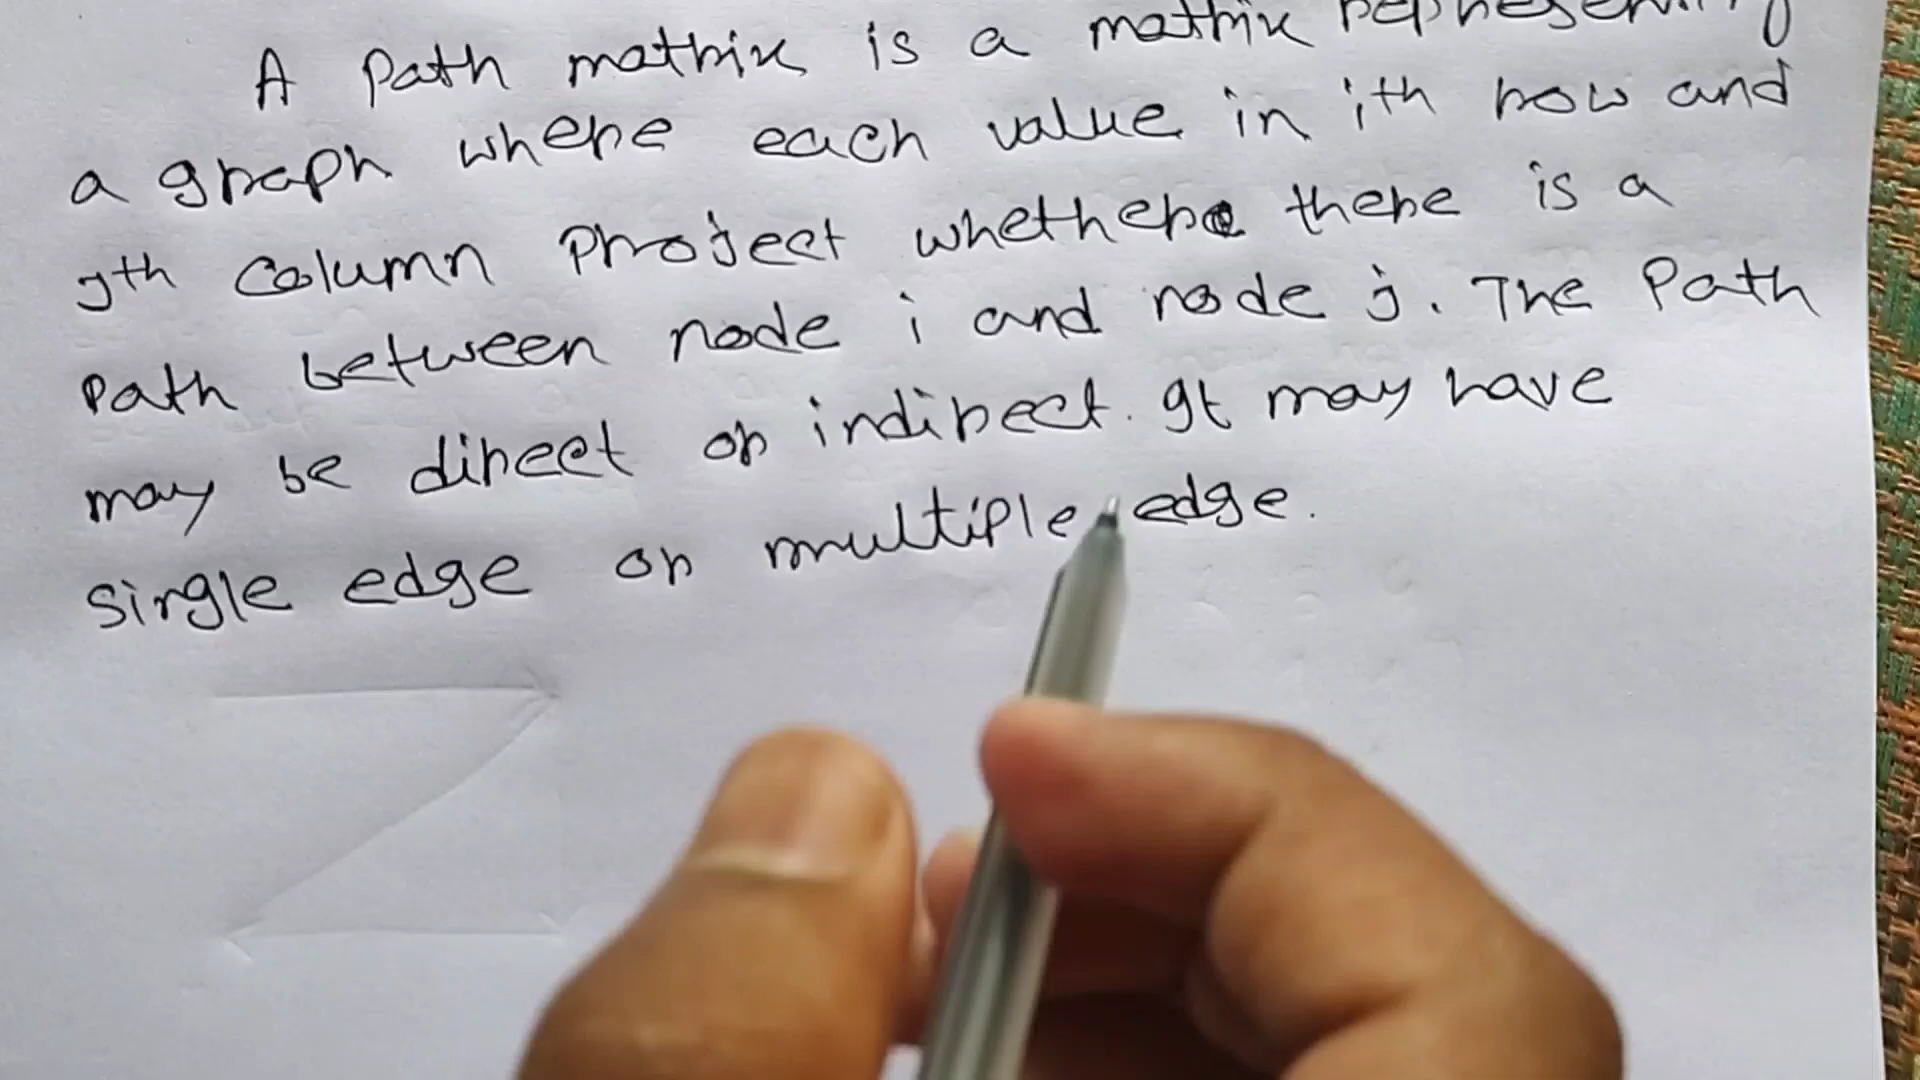 A Path matrix is a matrix representing
a graph where each value in ith row and
jth column Project whether there is a
Path between node i and node j. The Path
may be direct or indirect. It may have
Single edge or multiple edge.